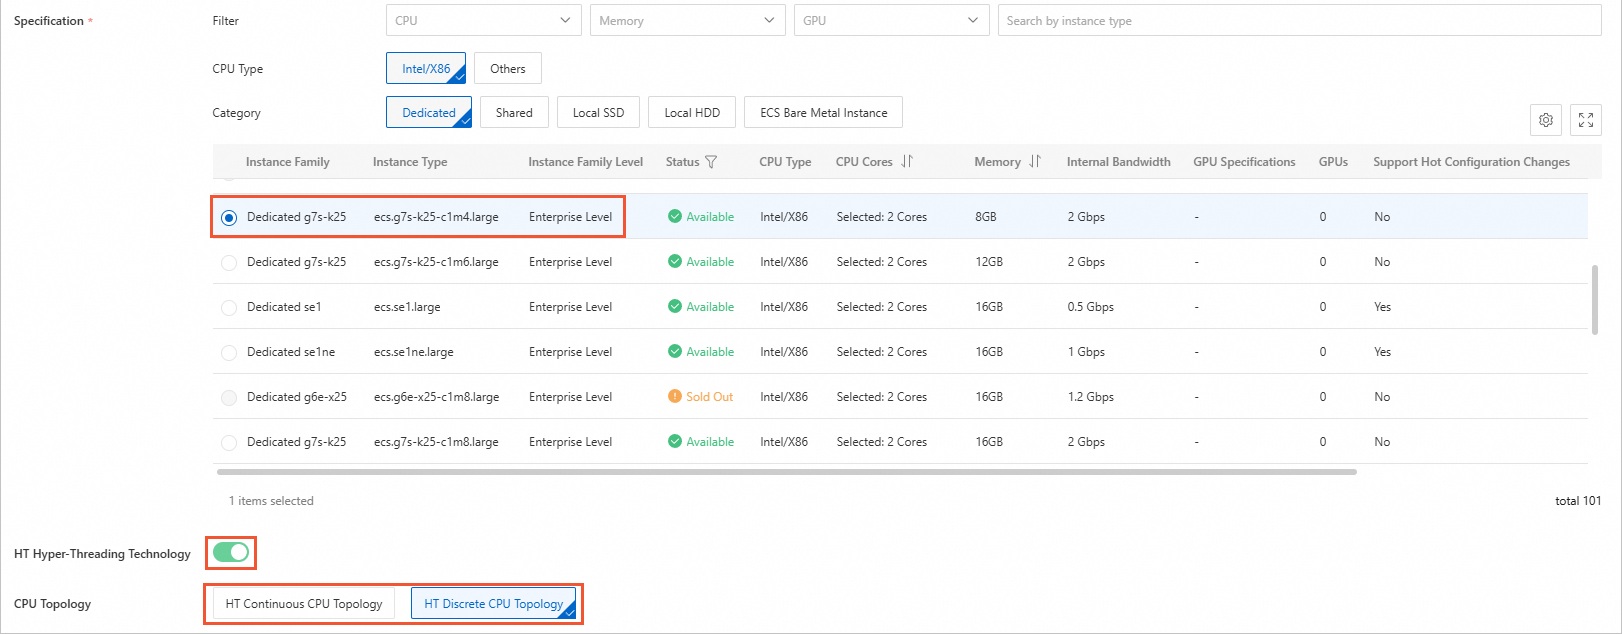 Specification *
Filter
CPU
Memory
GPU
Search by instance type
CPU Type
Intel/X86
Others
Category
Dedicated
Shared
Local SSD
Local HDD
ECS Bare Metal Instance
Instance Family Instance Type Instance Family Level Status CPU Type CPU Cores Memory Internal Bandwidth GPU Specifications GPUs Support Hot Configuration Changes
Dedicated g7s-k25 ecs.g7s-k25-c1m4.large Enterprise Level Available Intel/X86 Selected: 2 Cores 8GB 2 Gbps - 0 No
Dedicated g7s-k25 ecs.g7s-k25-c1m6.large Enterprise Level Available Intel/X86 Selected: 2 Cores 12GB 2 Gbps - 0 No
Dedicated se1 ecs.se1.large Enterprise Level Available Intel/X86 Selected: 2 Cores 16GB 0.5 Gbps - 0 Yes
Dedicated se1ne ecs.se1ne.large Enterprise Level Available Intel/X86 Selected: 2 Cores 16GB 1 Gbps - 0 Yes
Dedicated g6e-x25 ecs.g6e-x25-c1m8.large Enterprise Level Sold Out Intel/X86 Selected: 2 Cores 16GB 1.2 Gbps - 0 No
Dedicated g7s-k25 ecs.g7s-k25-c1m8.large Enterprise Level Available Intel/X86 Selected: 2 Cores 16GB 2 Gbps - 0 No
1 items selected
total 101
HT Hyper-Threading Technology
CPU Topology
HT Continuous CPU Topology
HT Discrete CPU Topology